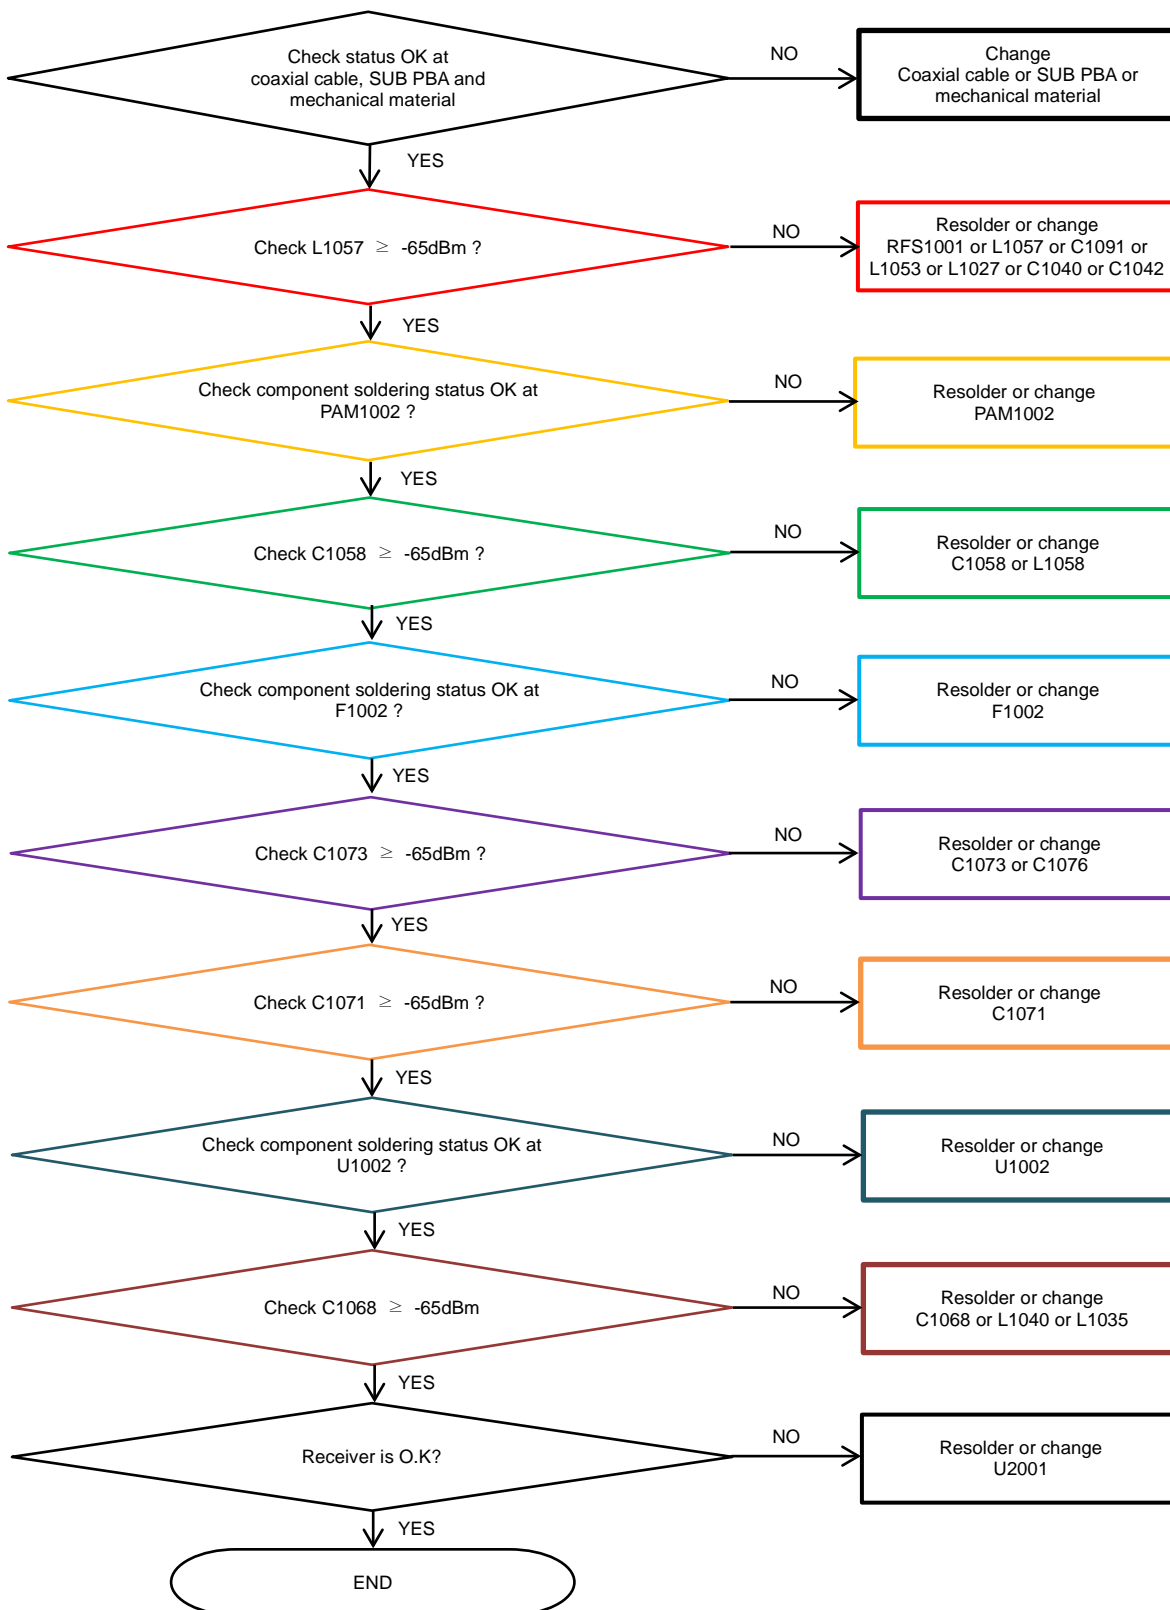 Check status OK at
coaxial cable, SUB PBA and
mechanical material
NO
Change
Coaxial cable or SUB PBA or
mechanical material
YES
Check L1057 ≥ -65dBm ?
NO
Resolder or change
RFS1001 or L1057 or C1091 or
L1053 or L1027 or C1040 or C1042
YES
Check component soldering status OK at
PAM1002 ?
NO
Resolder or change
PAM1002
YES
Check C1058 ≥ -65dBm ?
NO
Resolder or change
C1058 or L1058
YES
Check component soldering status OK at
F1002 ?
NO
Resolder or change
F1002
YES
Check C1073 ≥ -65dBm ?
NO
Resolder or change
C1073 or C1076
YES
Check C1071 ≥ -65dBm ?
NO
Resolder or change
C1071
YES
Check component soldering status OK at
U1002 ?
NO
Resolder or change
U1002
YES
Check C1068 ≥ -65dBm
NO
Resolder or change
C1068 or L1040 or L1035
YES
Receiver is O.K?
NO
Resolder or change
U2001
YES
END